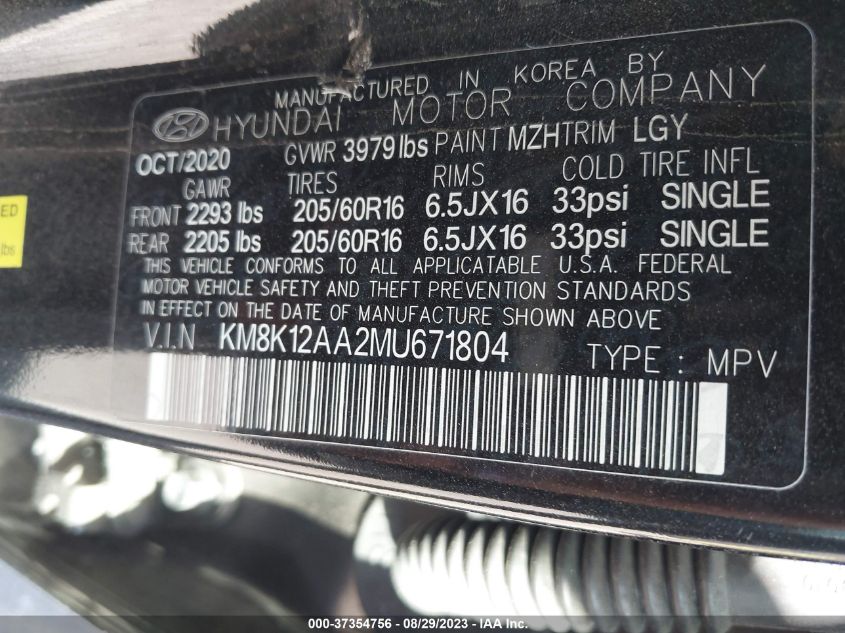 MANUFACTURED IN KOREA BY
HYUNDAI MOTOR COMPANY
OCT/2020 GVWR 3979 lbs PAINT MZH TRIM LGY
GAWR TIRES RIMS COLD TIRE INFL
FRONT 2293 lbs 205/60R16 6.5JX16 33psi SINGLE
REAR 2205 lbs 205/60R16 6.5JX16 33psi SINGLE
THIS VEHICLE CONFORMS TO ALL APPLICATABLE U.S.A. FEDERAL
MOTOR VEHICLE SAFETY AND THEFT PREVENTION STANDARDS
IN EFFECT ON THE DATE OF MANUFACTURE SHOWN ABOVE
V.I.N KM8K12AA2MU671804 TYPE : MPV
lbs
000-37354756 - 08/29/2023 - IAAI.com